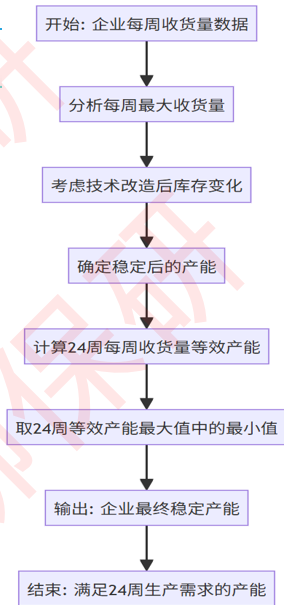 开始: 企业每周收货量数据
分析每周最大收货量
考虑技术改造后库存变化
确定稳定后的产能
计算24周每周收货量等效产能
取24周等效产能最大值中的最小值
输出: 企业最终稳定产能
结束: 满足24周生产需求的产能
保研